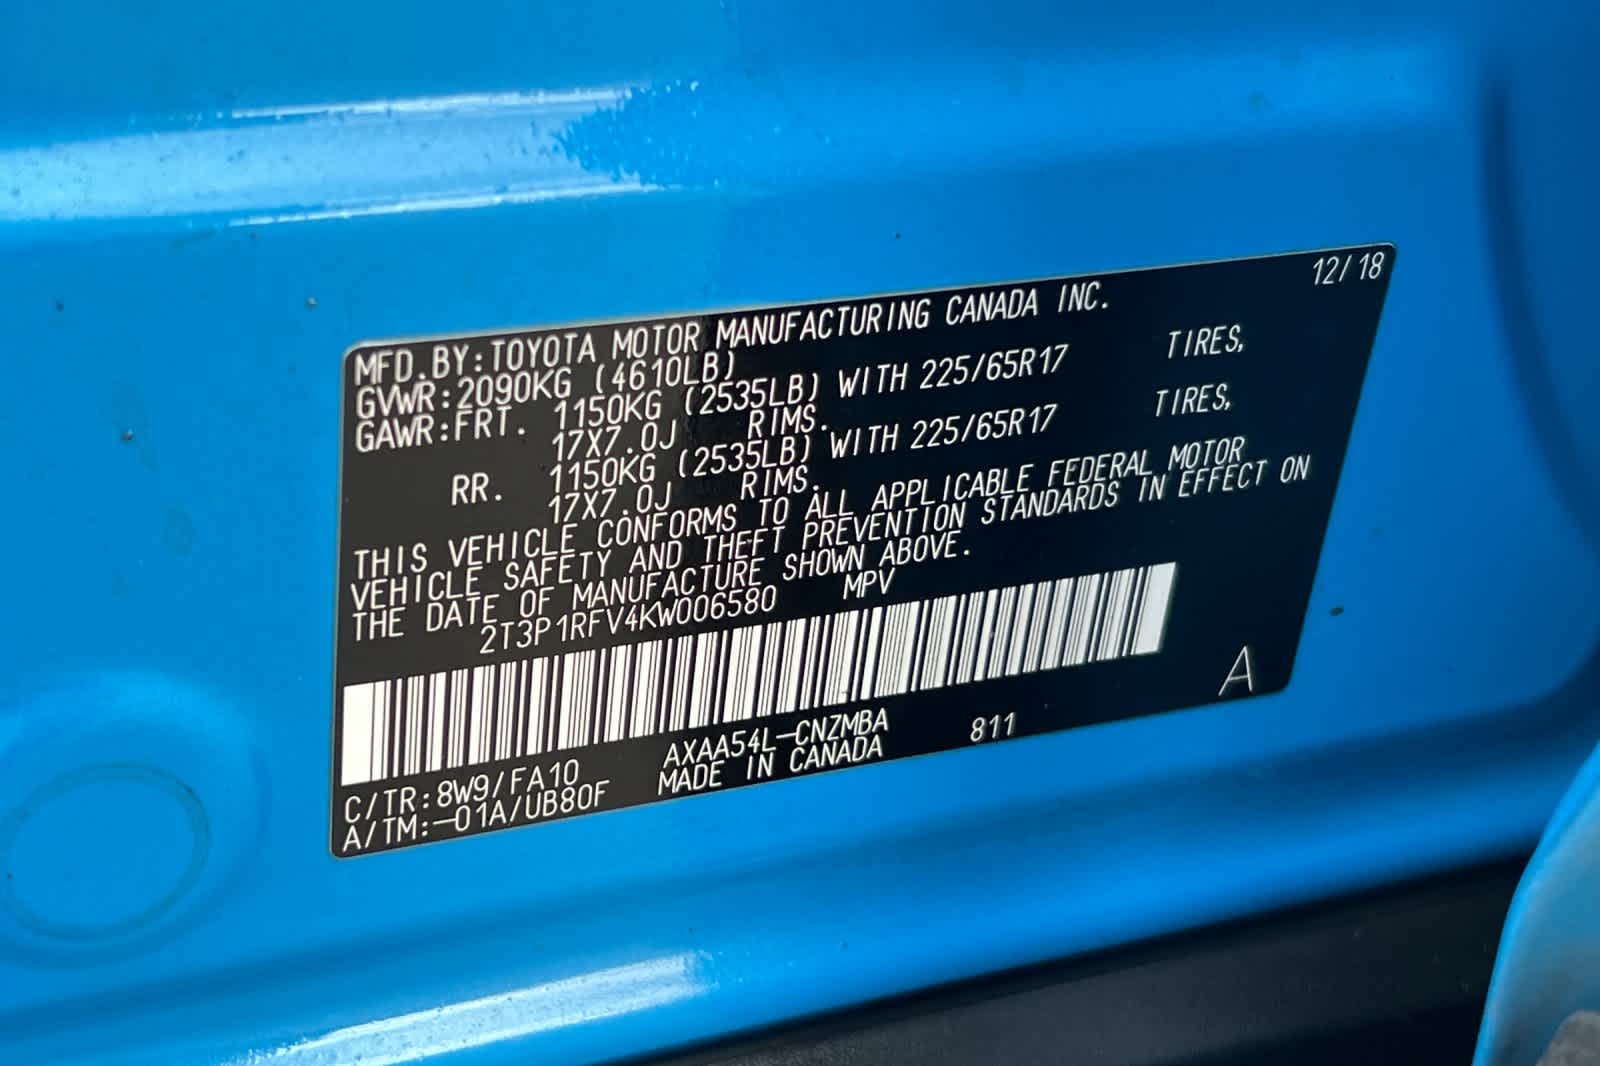 12/18
MFD.BY:TOYOTA MOTOR MANUFACTURING CANADA INC.
GVWR:2090KG (4610LB)
GAWR:FRT. 1150KG (2535LB) WITH 225/65R17 TIRES,
17X7.0J RIMS.
RR. 1150KG (2535LB) WITH 225/65R17 TIRES,
17X7.0J RIMS.
THIS VEHICLE CONFORMS TO ALL APPLICABLE FEDERAL MOTOR
VEHICLE SAFETY AND THEFT PREVENTION STANDARDS IN EFFECT ON
THE DATE OF MANUFACTURE SHOWN ABOVE.
2T3P1RFV4KW006580 MPV
A
C/TR:8W9/FA10 AXAA54L-CNZMBA 811
A/TM:-01A/UB80F MADE IN CANADA